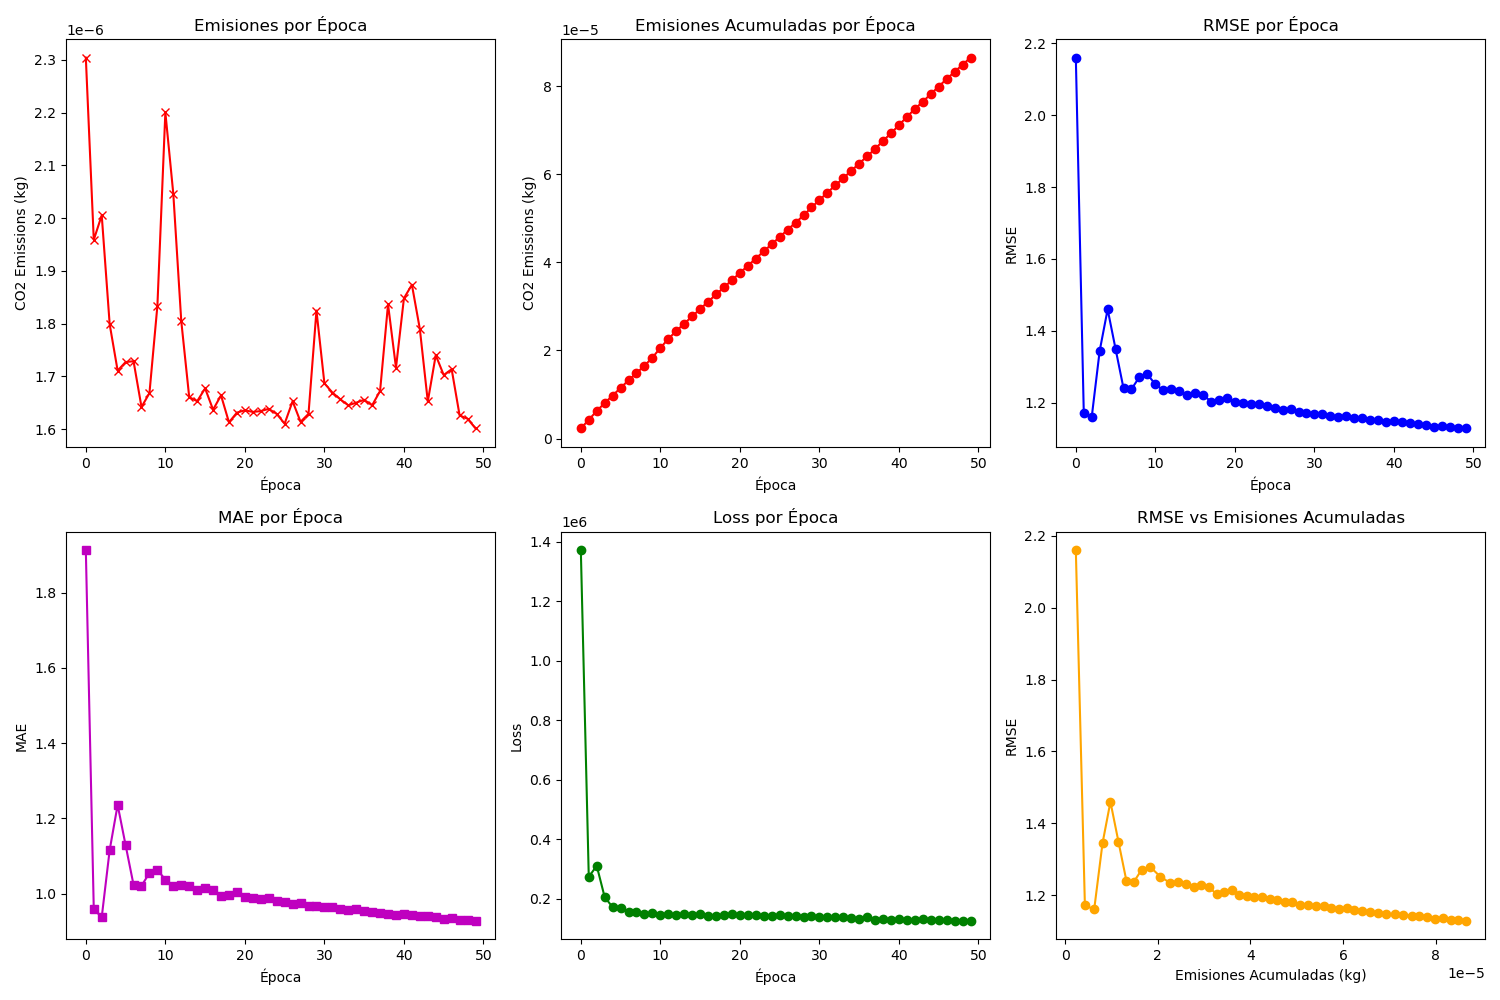 Emisiones por Época
1e−6
2.3
2.2
2.1
2.0
1.9
1.8
1.7
1.6
CO2 Emissions (kg)
0 10 20 30 40 50
Época
Emisiones Acumuladas por Época
1e−5
8
6
4
2
0
CO2 Emissions (kg)
0 10 20 30 40 50
Época
RMSE por Época
2.2
2.0
1.8
1.6
1.4
1.2
RMSE
0 10 20 30 40 50
Época
MAE por Época
1.8
1.6
1.4
1.2
1.0
MAE
0 10 20 30 40 50
Época
Loss por Época
1e6
1.4
1.2
1.0
0.8
0.6
0.4
0.2
Loss
0 10 20 30 40 50
Época
RMSE vs Emisiones Acumuladas
2.2
2.0
1.8
1.6
1.4
1.2
RMSE
0 2 4 6 8
1e−5
Emisiones Acumuladas (kg)